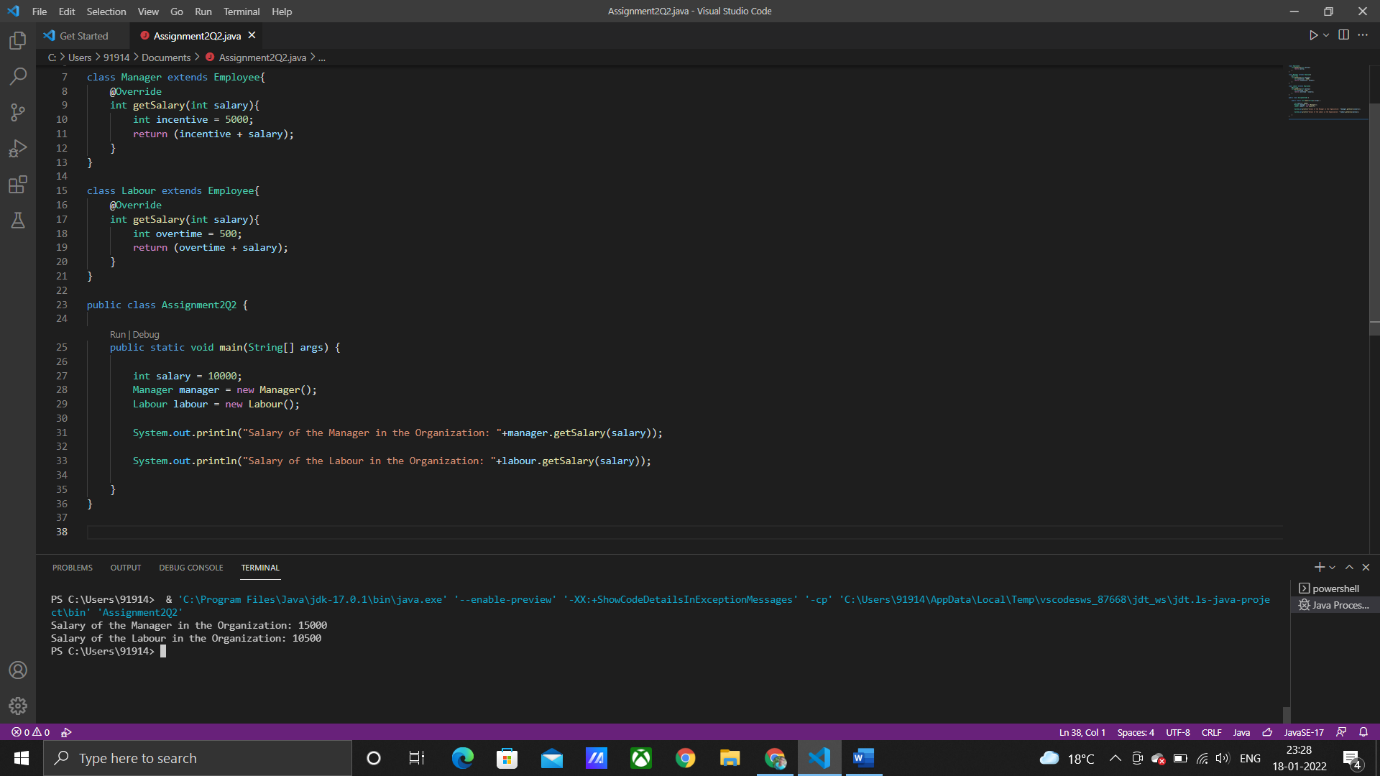 File Edit Selection View Go Run Terminal Help
Assignment2Q2.java - Visual Studio Code
Get Started
Assignment2Q2.java
C: > Users > 91914 > Documents > Assignment2Q2.java > ...
7 class Manager extends Employee{
8 @Override
9 int getSalary(int salary){
10 int incentive = 5000;
11 return (incentive + salary);
12 }
13 }
14
15 class Labour extends Employee{
16 @Override
17 int getSalary(int salary){
18 int overtime = 500;
19 return (overtime + salary);
20 }
21 }
22
23 public class Assignment2Q2 {
24
Run | Debug
25 public static void main(String[] args) {
26
27 int salary = 10000;
28 Manager manager = new Manager();
29 Labour labour = new Labour();
30
31 System.out.println("Salary of the Manager in the Organization: "+manager.getSalary(salary));
32
33 System.out.println("Salary of the Labour in the Organization: "+labour.getSalary(salary));
34
35 }
36 }
37
38
PROBLEMS OUTPUT DEBUG CONSOLE TERMINAL
PS C:\Users\91914> & 'C:\Program Files\Java\jdk-17.0.1\bin\java.exe' '--enable-preview' '-XX:+ShowCodeDetailsInExceptionMessages' '-cp' 'C:\Users\91914\AppData\Local\Temp\vscodesws_87668\jdt_ws\jdt.ls-java-proje
ct\bin' 'Assignment2Q2'
Salary of the Manager in the Organization: 15000
Salary of the Labour in the Organization: 10500
PS C:\Users\91914>
powershell
Java Proces...
0 0
Ln 38, Col 1 Spaces: 4 UTF-8 CRLF Java JavaSE-17
Type here to search
18°C
ENG
23:28
18-01-2022
4